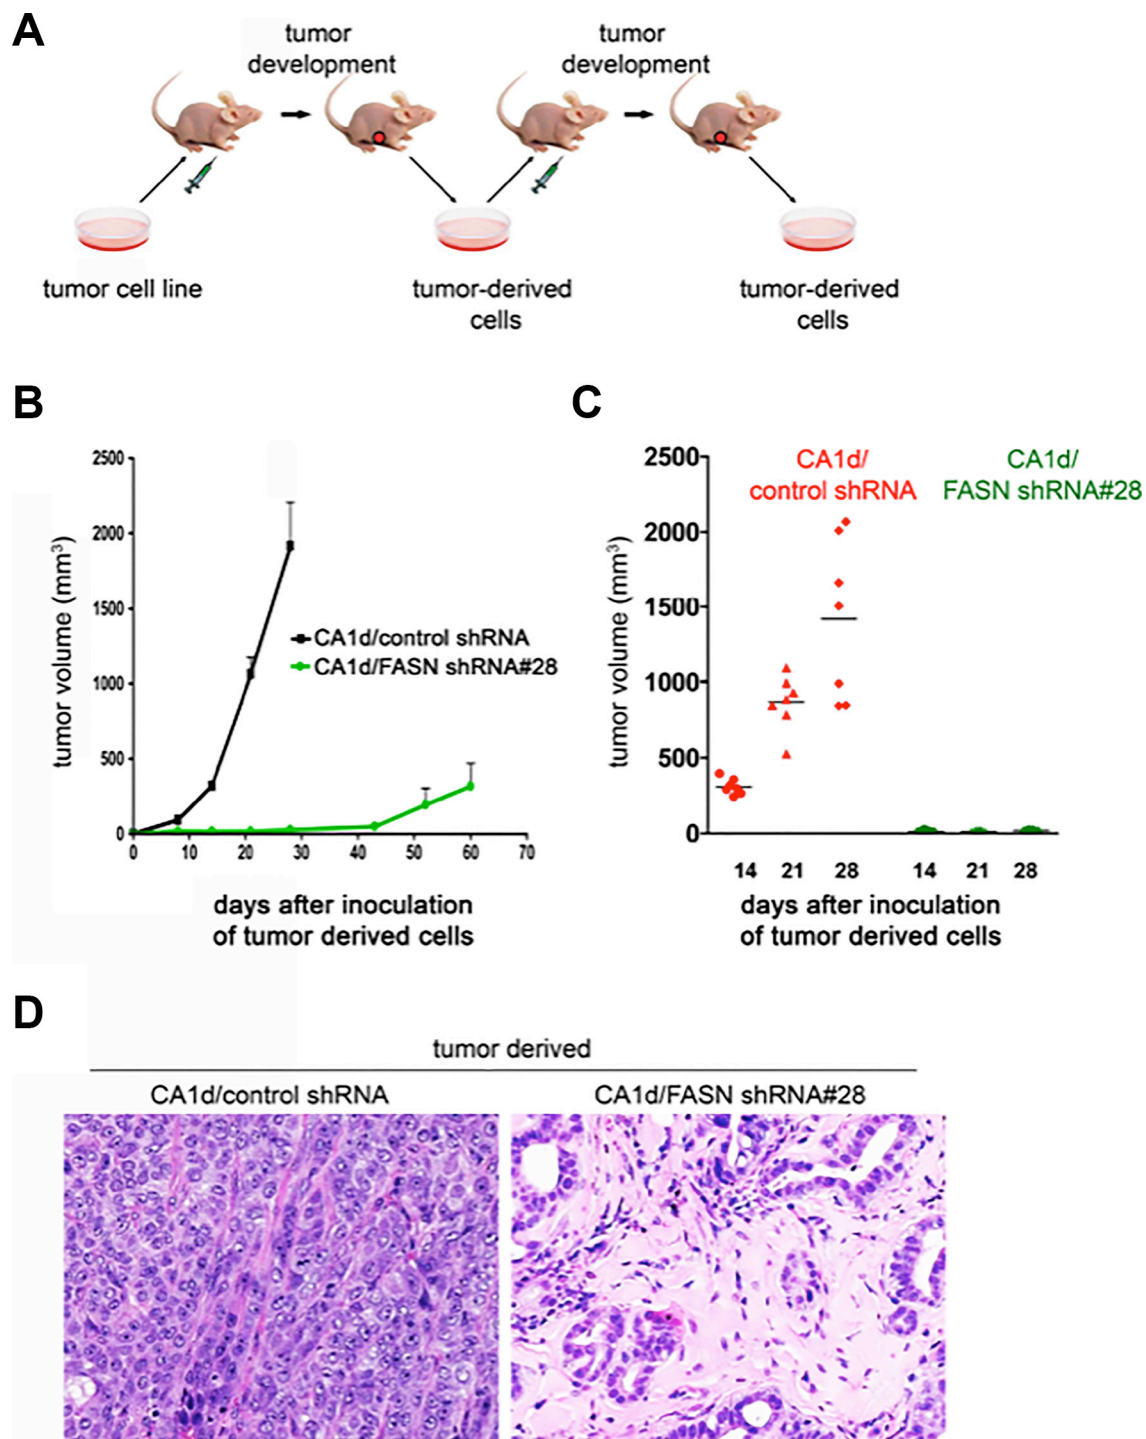 A
tumor
development
tumor
development
tumor cell line
tumor-derived
cells
tumor-derived
cells
B
2500
2000
1500
1000
500
0
tumor volume (mm³)
CA1d/control shRNA
CA1d/FASN shRNA#28
0 10 20 30 40 50 60 70
days after inoculation
of tumor derived cells
C
2500
2000
1500
1000
500
0
tumor volume (mm³)
CA1d/
control shRNA
CA1d/
FASN shRNA#28
14 21 28 14 21 28
days after inoculation
of tumor derived cells
D
tumor derived
CA1d/control shRNA
CA1d/FASN shRNA#28